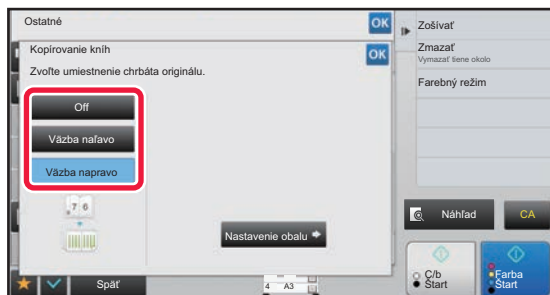 Ostatné
OK
Kopírovanie kníh
OK
Zvoľte umiestnenie chrbáta originálu.
Off
Väzba naľavo
Väzba napravo
7 6
Nastavenie obalu
Späť
4 A3
Zošívať
Zmazať
Vymazať tiene okolo
Farebný režim
Náhľad
CA
Č/b
Štart
Farba
Štart